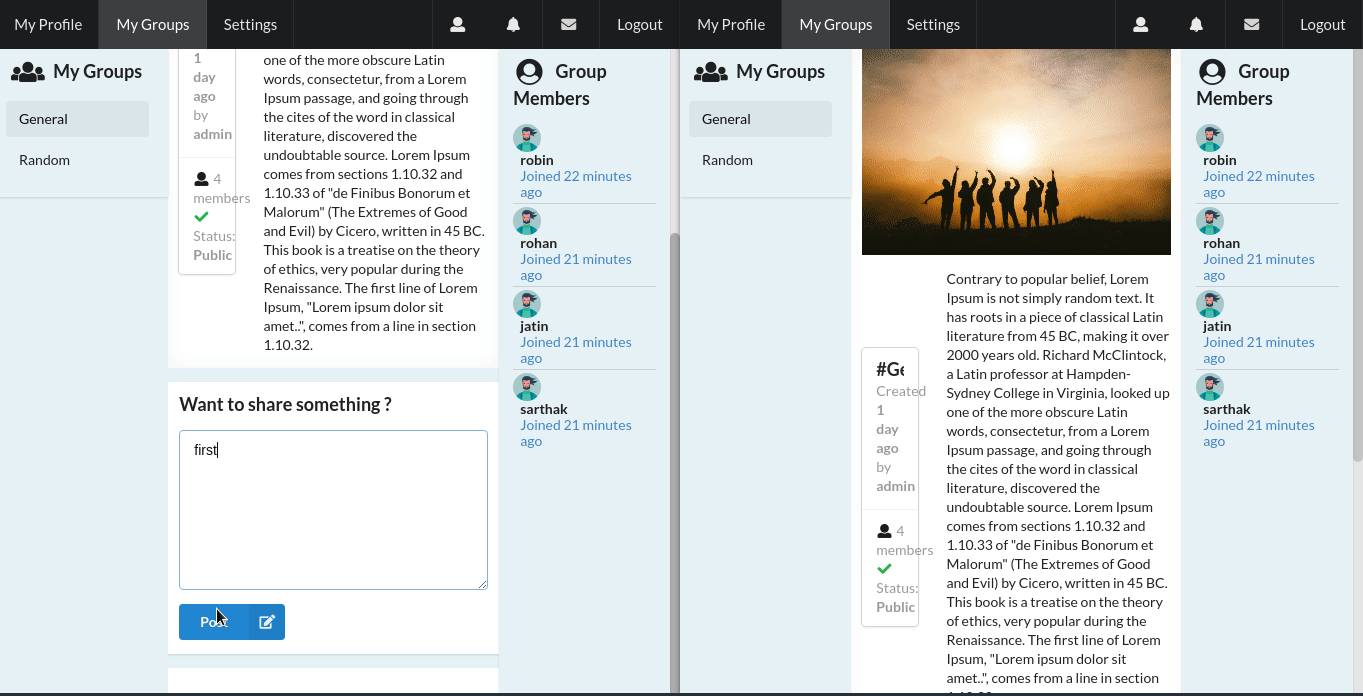 My Profile My Groups Settings Logout
My Groups
General
Random
1
day
ago
by
admin
4
members
Status:
Public
one of the more obscure Latin
words, consectetur, from a Lorem
Ipsum passage, and going through
the cites of the word in classical
literature, discovered the
undoubtable source. Lorem Ipsum
comes from sections 1.10.32 and
1.10.33 of "de Finibus Bonorum et
Malorum" (The Extremes of Good
and Evil) by Cicero, written in 45 BC.
This book is a treatise on the theory
of ethics, very popular during the
Renaissance. The first line of Lorem
Ipsum, "Lorem ipsum dolor sit
amet..", comes from a line in section
1.10.32.
Want to share something ?
first
Post
Group
Members
robin
Joined 22 minutes
ago
rohan
Joined 21 minutes
ago
jatin
Joined 21 minutes
ago
sarthak
Joined 21 minutes
ago
My Profile My Groups Settings Logout
My Groups
General
Random
#Ge
Created
1
day
ago
by
admin
4
members
Status:
Public
Contrary to popular belief, Lorem
Ipsum is not simply random text. It
has roots in a piece of classical Latin
literature from 45 BC, making it over
2000 years old. Richard McClintock,
a Latin professor at Hampden-
Sydney College in Virginia, looked up
one of the more obscure Latin
words, consectetur, from a Lorem
Ipsum passage, and going through
the cites of the word in classical
literature, discovered the
undoubtable source. Lorem Ipsum
comes from sections 1.10.32 and
1.10.33 of "de Finibus Bonorum et
Malorum" (The Extremes of Good
and Evil) by Cicero, written in 45 BC.
This book is a treatise on the theory
of ethics, very popular during the
Renaissance. The first line of Lorem
Ipsum, "Lorem ipsum dolor sit
amet..", comes from a line in section
Group
Members
robin
Joined 22 minutes
ago
rohan
Joined 21 minutes
ago
jatin
Joined 21 minutes
ago
sarthak
Joined 21 minutes
ago